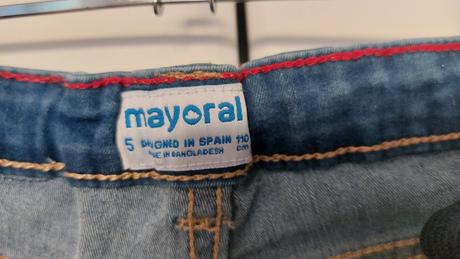 mayoral
5 DESIGNED IN SPAIN 110
MADE IN BANGLADESH cm